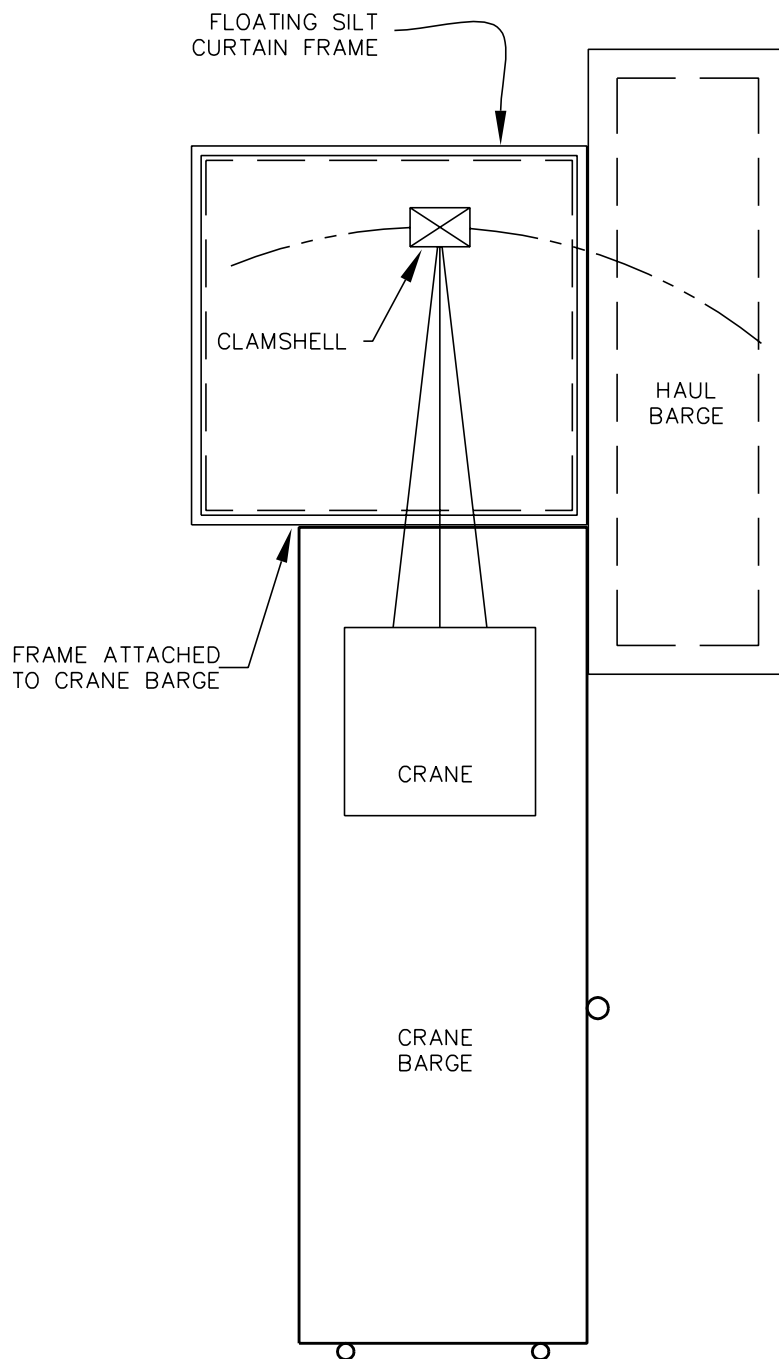 FLOATING SILT
CURTAIN FRAME
CLAMSHELL
HAUL
BARGE
FRAME ATTACHED
TO CRANE BARGE
CRANE
CRANE
BARGE